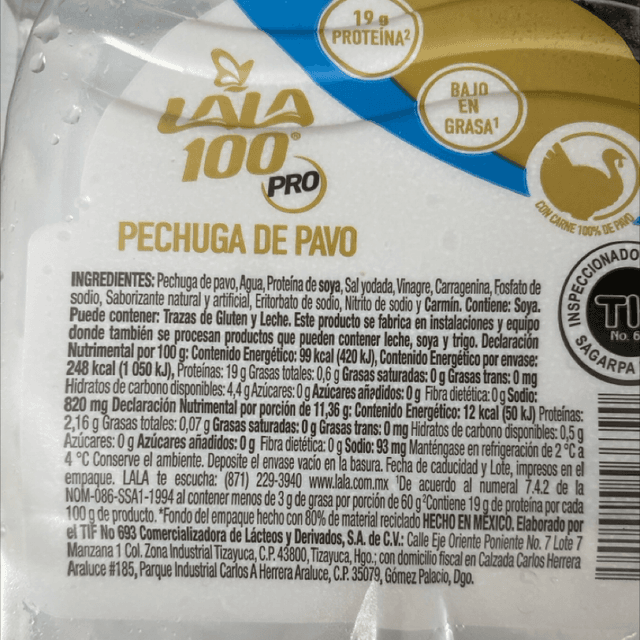 19 g
PROTEÍNA²
BAJO
EN
GRASA¹
LALA
100®
PRO
CON CARNE 100% DE PAVO
PECHUGA DE PAVO
INSPECCIONADO
TI
No. 6
SAGARPA
INGREDIENTES: Pechuga de pavo, Agua, Proteína de soya, Sal yodada, Vinagre, Carragenina, Fosfato de
sodio, Saborizante natural y artificial, Eritorbato de sodio, Nitrito de sodio y Carmín. Contiene: Soya.
Puede contener: Trazas de Gluten y Leche. Este producto se fabrica en instalaciones y equipo
donde también se procesan productos que pueden contener leche, soya y trigo. Declaración
Nutrimental por 100 g: Contenido Energético: 99 kcal (420 kJ), Contenido Energético por envase:
248 kcal (1 050 kJ), Proteínas: 19 g Grasas totales: 0,6 g Grasas saturadas: 0 g Grasas trans: 0 mg
Hidratos de carbono disponibles: 4,4 g Azúcares: 0 g Azúcares añadidos: 0 g Fibra dietética: 0 g Sodio:
820 mg Declaración Nutrimental por porción de 11,36 g: Contenido Energético: 12 kcal (50 kJ) Proteínas:
2,16 g Grasas totales: 0,07 g Grasas saturadas: 0 g Grasas trans: 0 mg Hidratos de carbono disponibles: 0,5 g
Azúcares: 0 g Azúcares añadidos: 0 g Fibra dietética: 0 g Sodio: 93 mg Manténgase en refrigeración de 2 °C a
4 °C Conserve el ambiente. Deposite el envase vacío en la basura. Fecha de caducidad y Lote, impresos en el
empaque. LALA te escucha: (871) 229-3940 www.lala.com.mx ¹De acuerdo al numeral 7.4.2 de la
NOM-086-SSA1-1994 al contener menos de 3 g de grasa por porción de 60 g ²Contiene 19 g de proteína por cada
100 g de producto. *Fondo del empaque hecho con 80% de material reciclado HECHO EN MÉXICO. Elaborado por
el TIF No 693 Comercializadora de Lácteos y Derivados, S.A. de C.V.: Calle Eje Oriente Poniente No. 7 Lote 7
Manzana 1 Col. Zona Industrial Tizayuca, C.P. 43800, Tizayuca, Hgo.; con domicilio fiscal en Calzada Carlos Herrera
Araluce #185, Parque Industrial Carlos A Herrera Araluce, C.P. 35079, Gómez Palacio, Dgo.